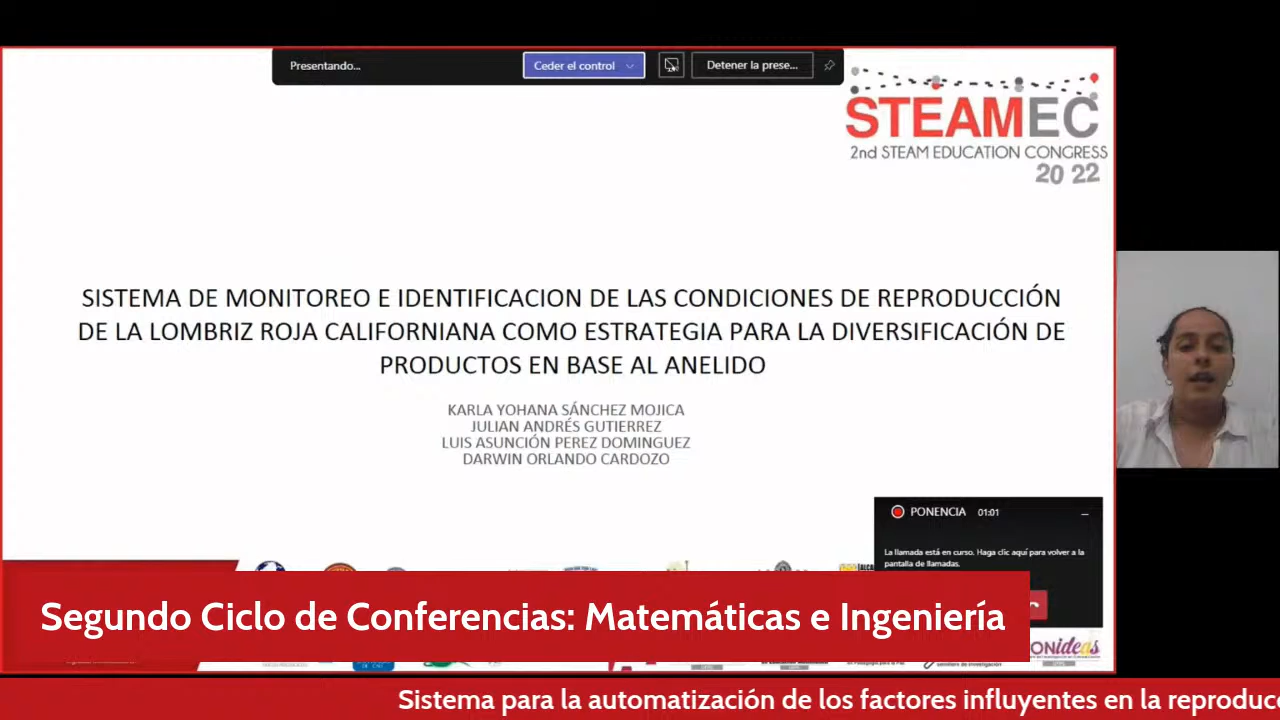 Presentando...
Ceder el control
Detener la prese...
STEAMEC
2nd STEAM EDUCATION CONGRESS
20 22
SISTEMA DE MONITOREO E IDENTIFICACION DE LAS CONDICIONES DE REPRODUCCIÓN
DE LA LOMBRIZ ROJA CALIFORNIANA COMO ESTRATEGIA PARA LA DIVERSIFICACIÓN DE
PRODUCTOS EN BASE AL ANELIDO
KARLA YOHANA SÁNCHEZ MOJICA
JULIAN ANDRÉS GUTIERREZ
LUIS ASUNCIÓN PEREZ DOMINGUEZ
DARWIN ORLANDO CARDOZO
PONENCIA 01:01
La llamada está en curso. Haga clic aquí para volver a la
pantalla de llamadas.
Segundo Ciclo de Conferencias: Matemáticas e Ingeniería
Sistema para la automatización de los factores influyentes en la reproduc